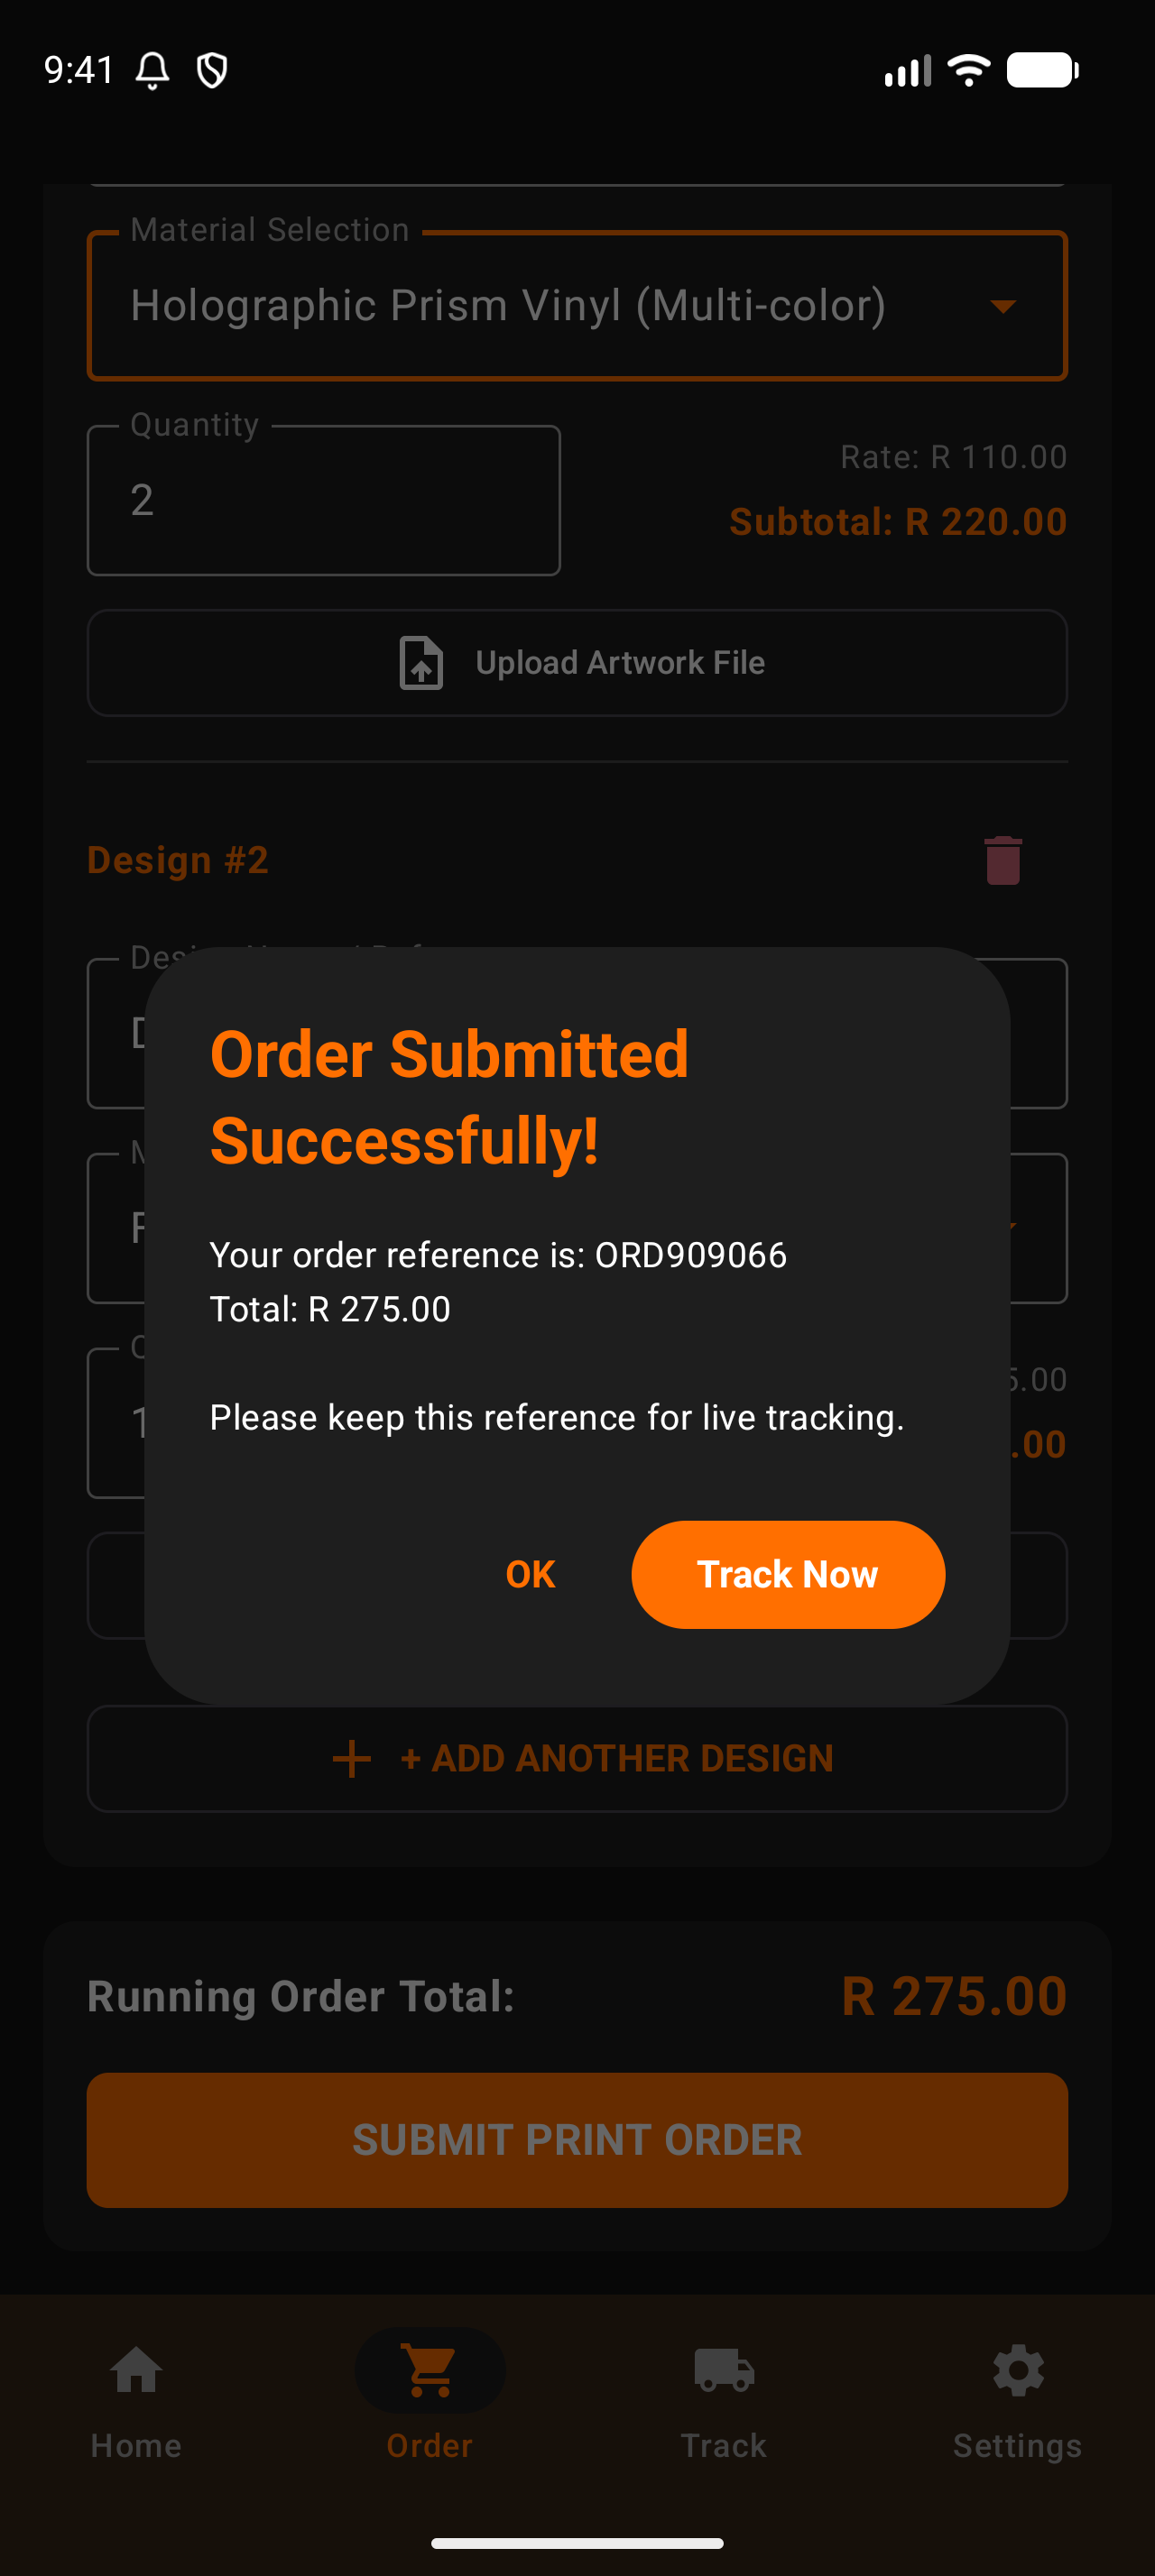 9:41
Material Selection
Holographic Prism Vinyl (Multi-color)
Quantity
2
Rate: R 110.00
Subtotal: R 220.00
Upload Artwork File
Design #2
Order Submitted
Successfully!
Your order reference is: ORD909066
Total: R 275.00
Please keep this reference for live tracking.
OK
Track Now
+ ADD ANOTHER DESIGN
Running Order Total:
R 275.00
SUBMIT PRINT ORDER
Home
Order
Track
Settings